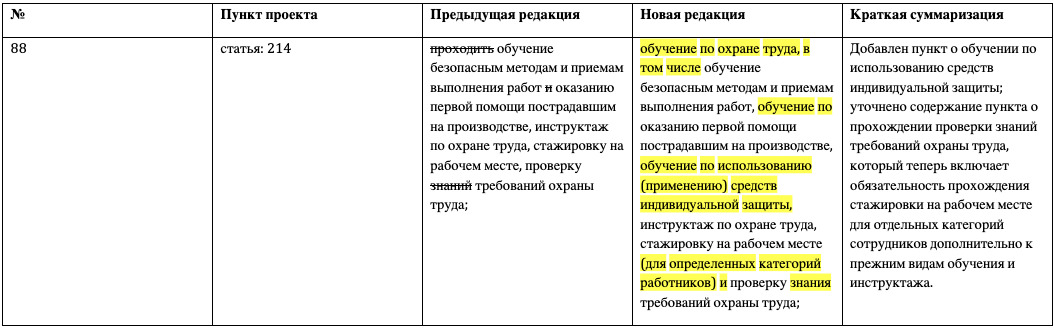 №
Пункт проекта
Предыдущая редакция
Новая редакция
Краткая суммаризация
88
статья: 214
проходить обучение
безопасным методам и приемам
выполнения работ и оказанию
первой помощи пострадавшим
на производстве, инструктаж
по охране труда, стажировку на
рабочем месте, проверку
знаний требований охраны
труда;
обучение по охране труда, в
том числе обучение
безопасным методам и приемам
выполнения работ, обучение по
оказанию первой помощи
пострадавшим на производстве,
обучение по использованию
(применению) средств
индивидуальной защиты,
инструктаж по охране труда,
стажировку на рабочем месте
(для определенных категорий
работников) и проверку знания
требований охраны труда;
Добавлен пункт о обучении по
использованию средств
индивидуальной защиты;
уточнено содержание пункта о
прохождении проверки знаний
требований охраны труда,
который теперь включает
обязательность прохождения
стажировки на рабочем месте
для отдельных категорий
сотрудников дополнительно к
прежним видам обучения и
инструктажа.